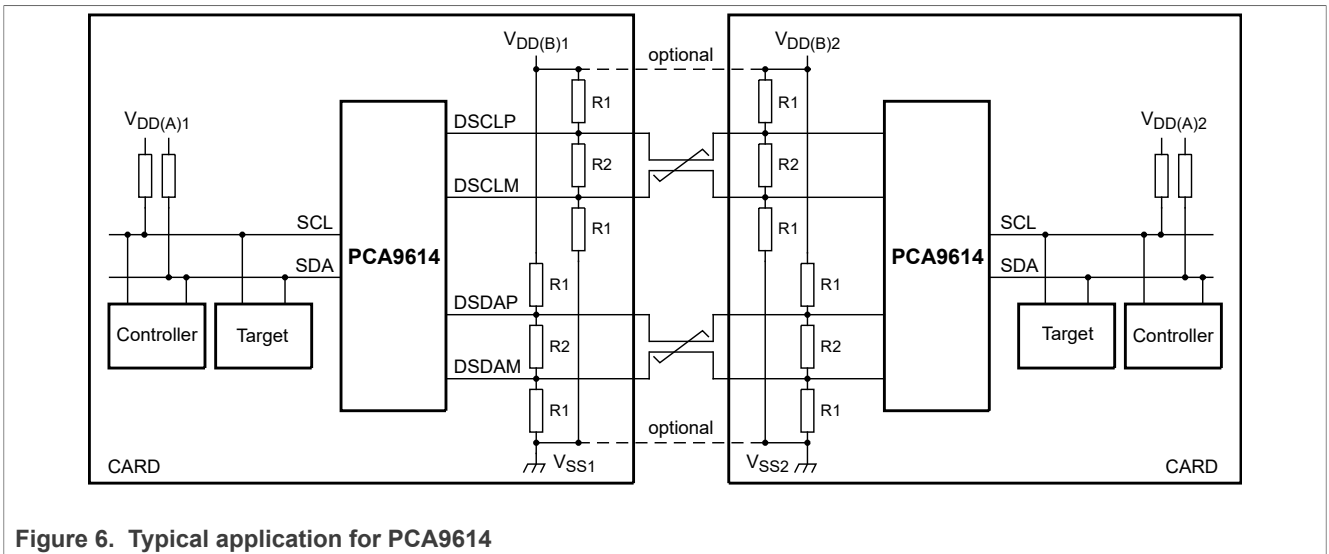 VDD(B)1
optional
VDD(B)2
R1
R1
VDD(A)1
DSCLP
VDD(A)2
R2
R2
DSCLM
SCL
R1
R1
SCL
PCA9614
PCA9614
SDA
SDA
R1
R1
DSDAP
Controller
Target
R2
R2
Target
Controller
DSDAM
R1
R1
optional
CARD
VSS1
VSS2
CARD
Figure 6. Typical application for PCA9614